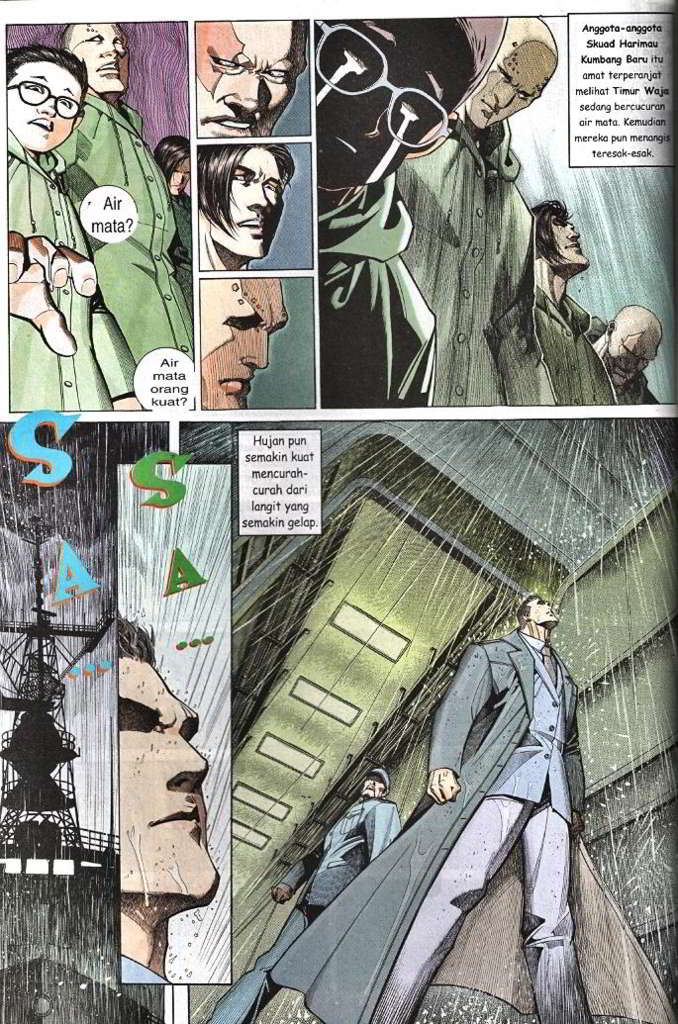 Air
mata?
Air
mata
orang
kuat?
Anggota-anggota
Skuad Harimau
Kumbang Baru itu
amat terperanjat
melihat Timur Waja
sedang bercucuran
air mata. Kemudian
mereka pun menangis
teresak-esak.
S
A
...
S
A
...
Hujan pun
semakin kuat
mencurah-
curah dari
langit yang
semakin gelap.